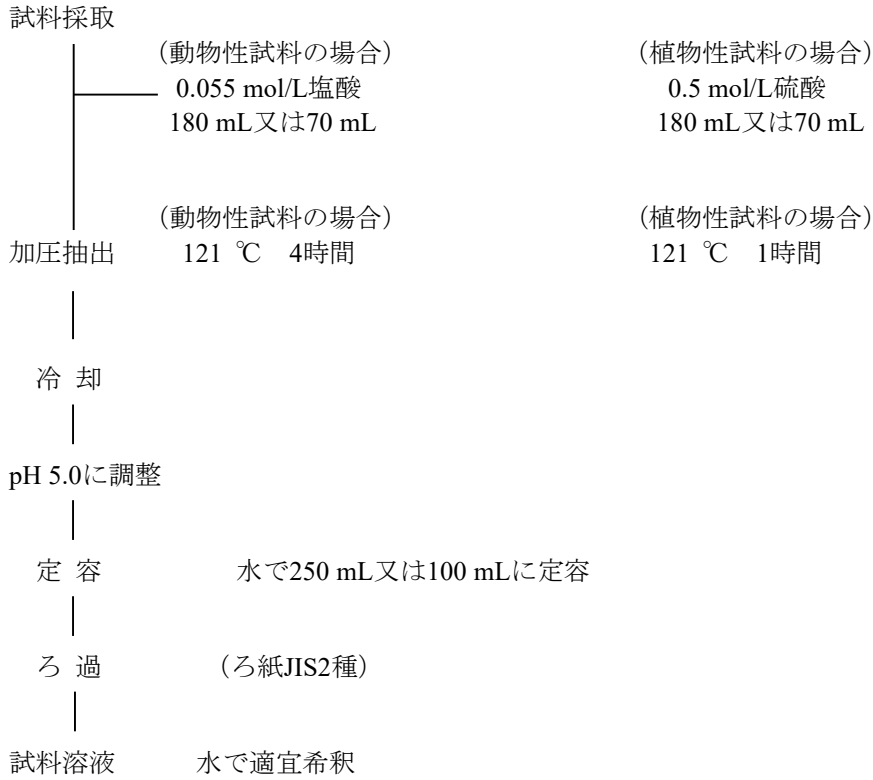 試料採取
（動物性試料の場合） （植物性試料の場合）
0.055 mol/L塩酸 0.5 mol/L硫酸
180 mL又は70 mL 180 mL又は70 mL
（動物性試料の場合） （植物性試料の場合）
加圧抽出 121 ℃ 4時間 121 ℃ 1時間
冷 却
pH 5.0に調整
定 容 水で250 mL又は100 mLに定容
ろ 過 （ろ紙JIS2種）
試料溶液 水で適宜希釈